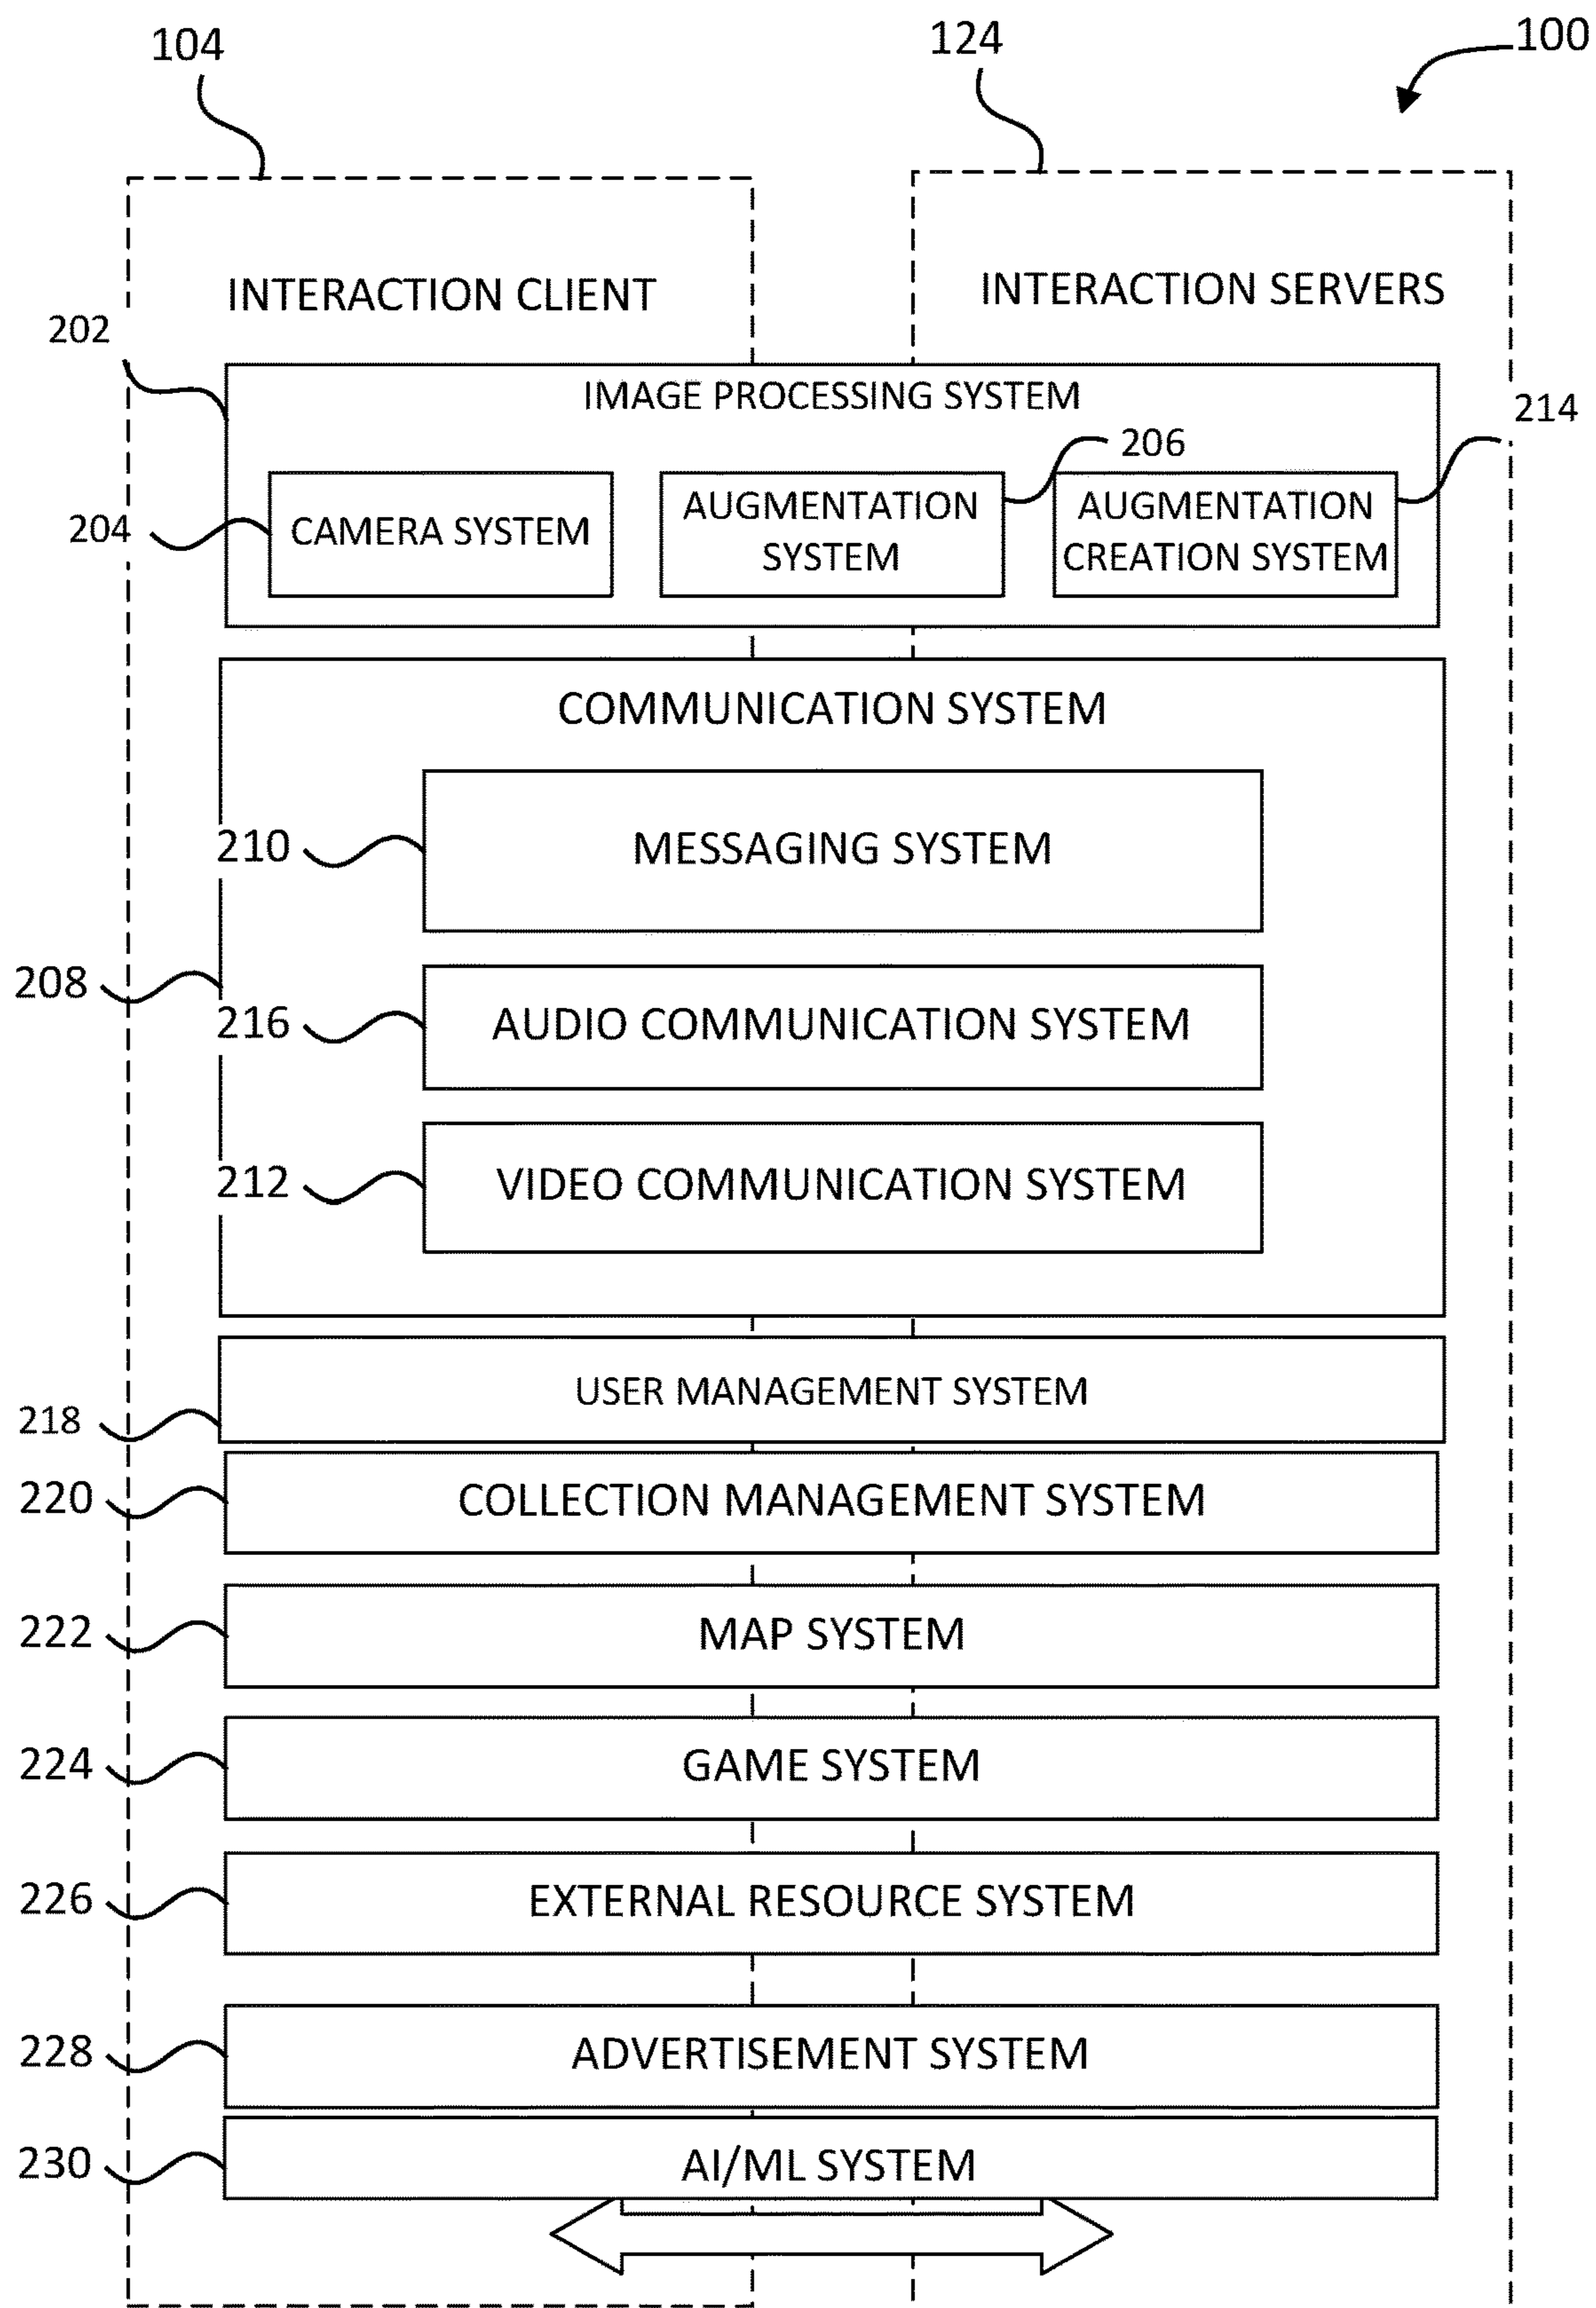 104
124
100
INTERACTION CLIENT
INTERACTION SERVERS
202
IMAGE PROCESSING SYSTEM
214
206
204
CAMERA SYSTEM
AUGMENTATION
SYSTEM
AUGMENTATION
CREATION SYSTEM
COMMUNICATION SYSTEM
210
MESSAGING SYSTEM
208
216
AUDIO COMMUNICATION SYSTEM
212
VIDEO COMMUNICATION SYSTEM
USER MANAGEMENT SYSTEM
218
220
COLLECTION MANAGEMENT SYSTEM
222
MAP SYSTEM
224
GAME SYSTEM
226
EXTERNAL RESOURCE SYSTEM
228
ADVERTISEMENT SYSTEM
230
AI/ML SYSTEM